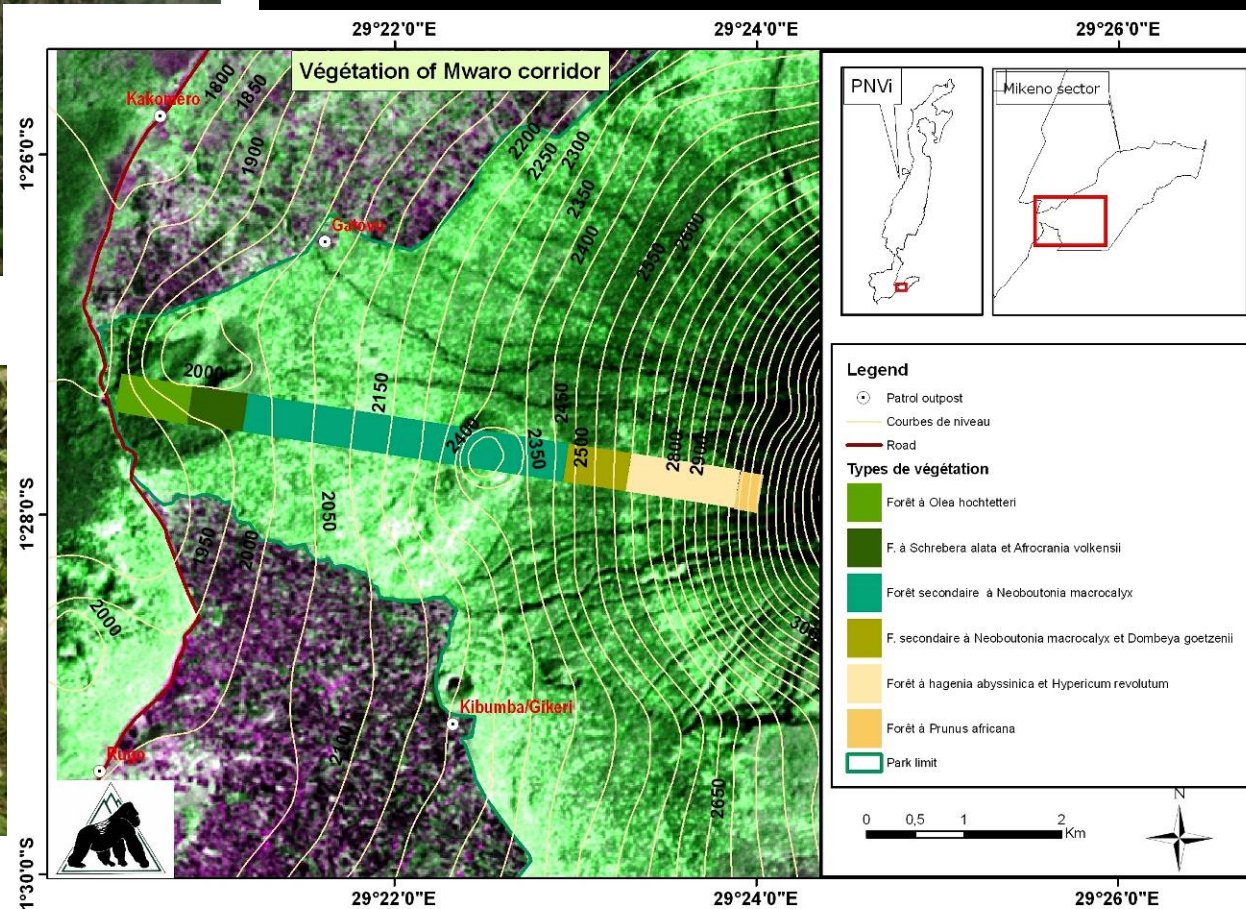 29°22'0"E
29°24'0"E
29°26'0"E
Végétation of Mwaro corridor
Kakomero
1800
1850
1900
2200
2250
2300
2350
2400
2550
2600
1°26'0"S
Gatovu
2000
2150
2400
2350
2450
2500
2800
2900
2050
1950
2000
2000
1°28'0"S
Kibumba/Gikeri
Rugo
2100
2650
1°30'0"S
29°22'0"E
29°24'0"E
29°26'0"E
PNVi
Mikeno sector
Legend
Patrol outpost
Courbes de niveau
Road
Types de végétation
Forêt à Olea hochtetteri
F. à Schrebera alata et Afrocrania volkensii
Forêt secondaire à Neoboutonia macrocalyx
F. secondaire à Neoboutonia macrocalyx et Dombeya goetzenii
Forêt à hagenia abyssinica et Hypericum revolutum
Forêt à Prunus africana
Park limit
N
0 0,5 1 2
Km